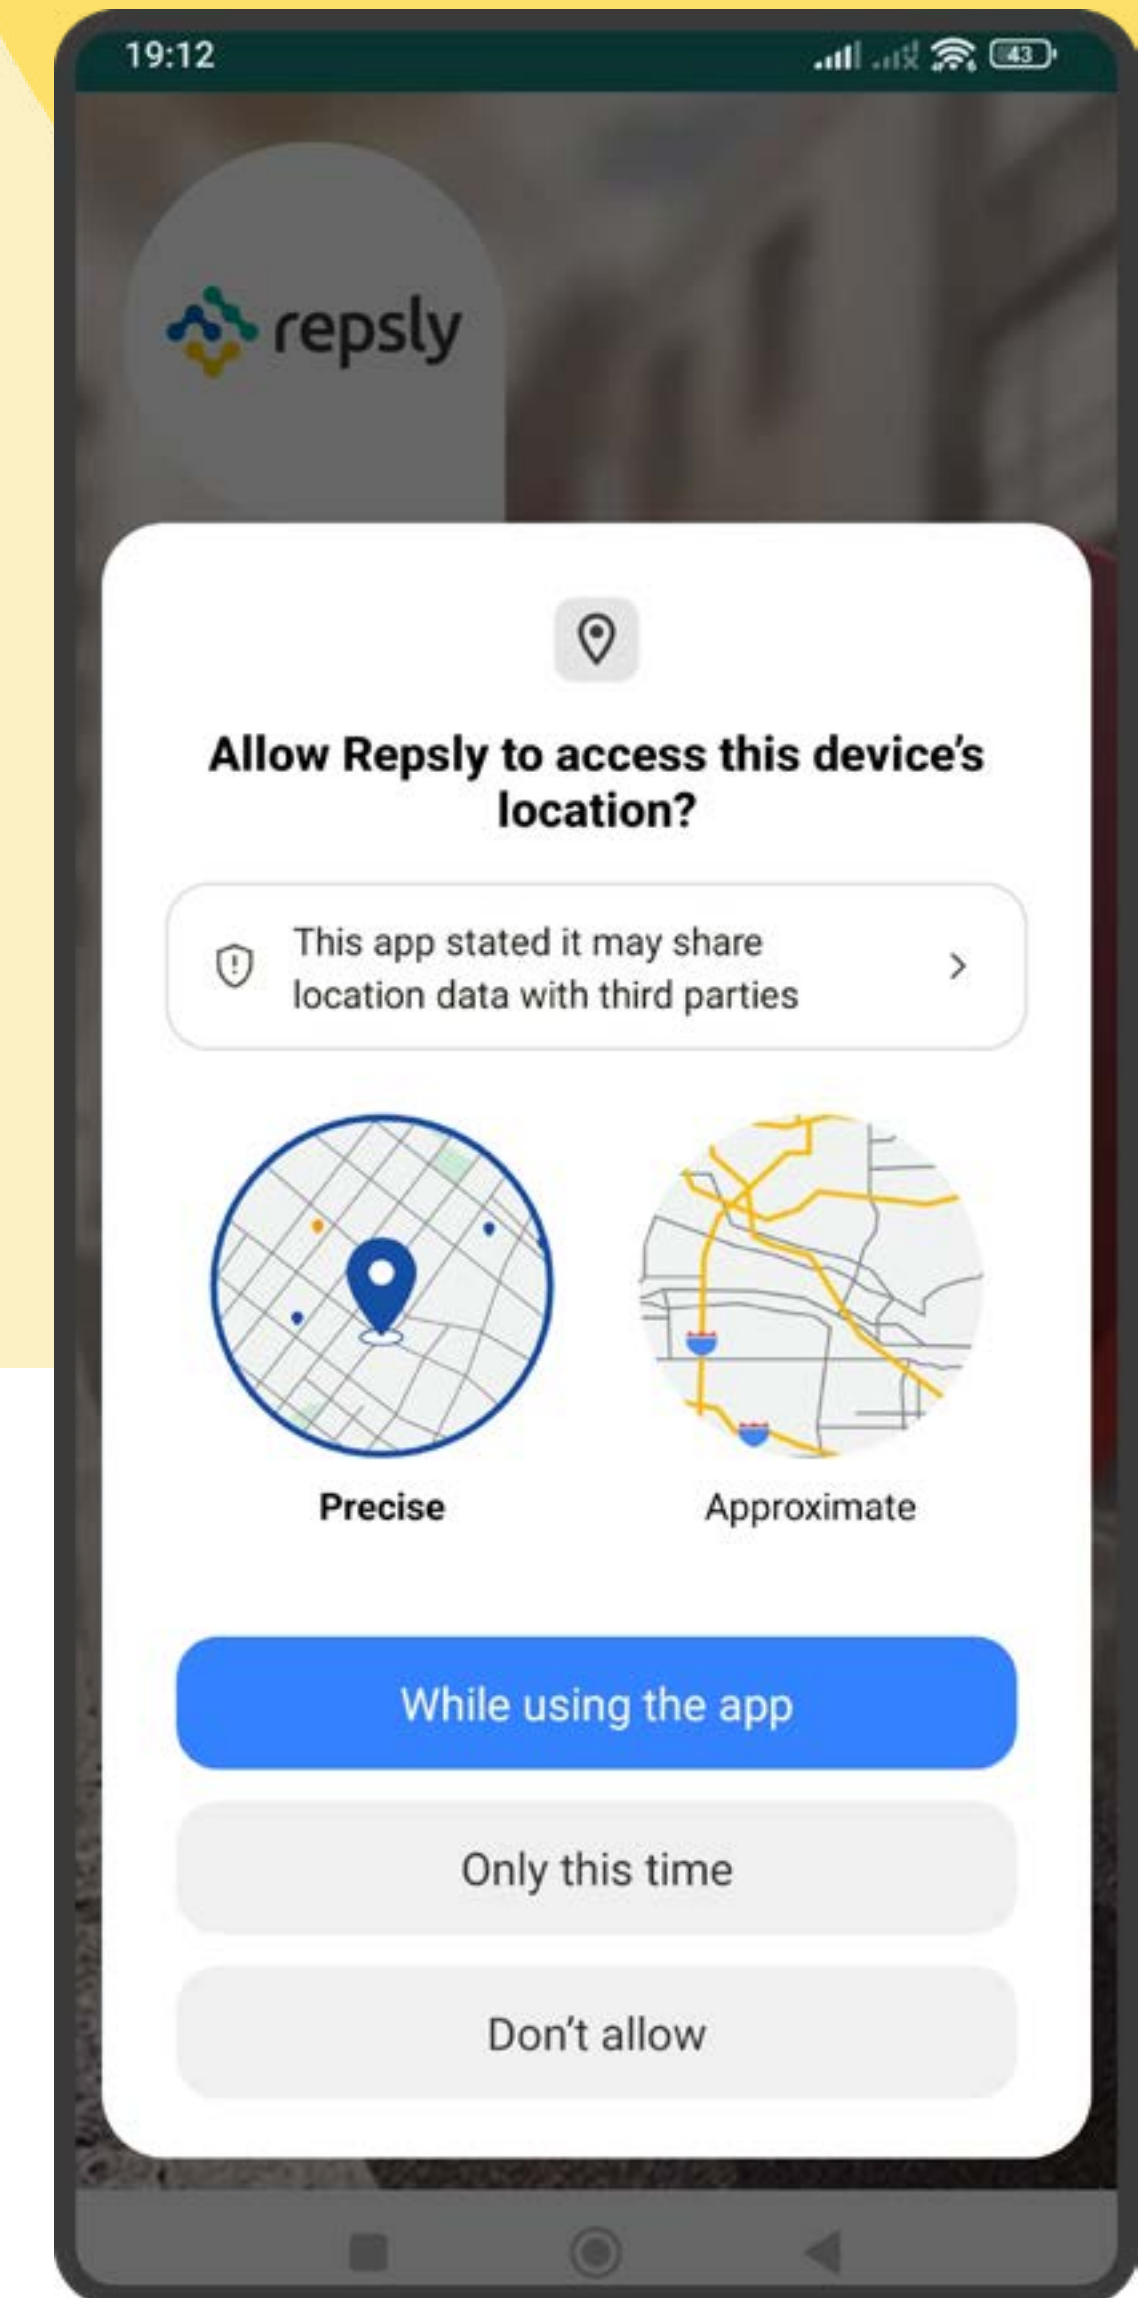 19:12
43
repsly
Allow Repsly to access this device's
location?
This app stated it may share
location data with third parties
Precise
Approximate
While using the app
Only this time
Don't allow